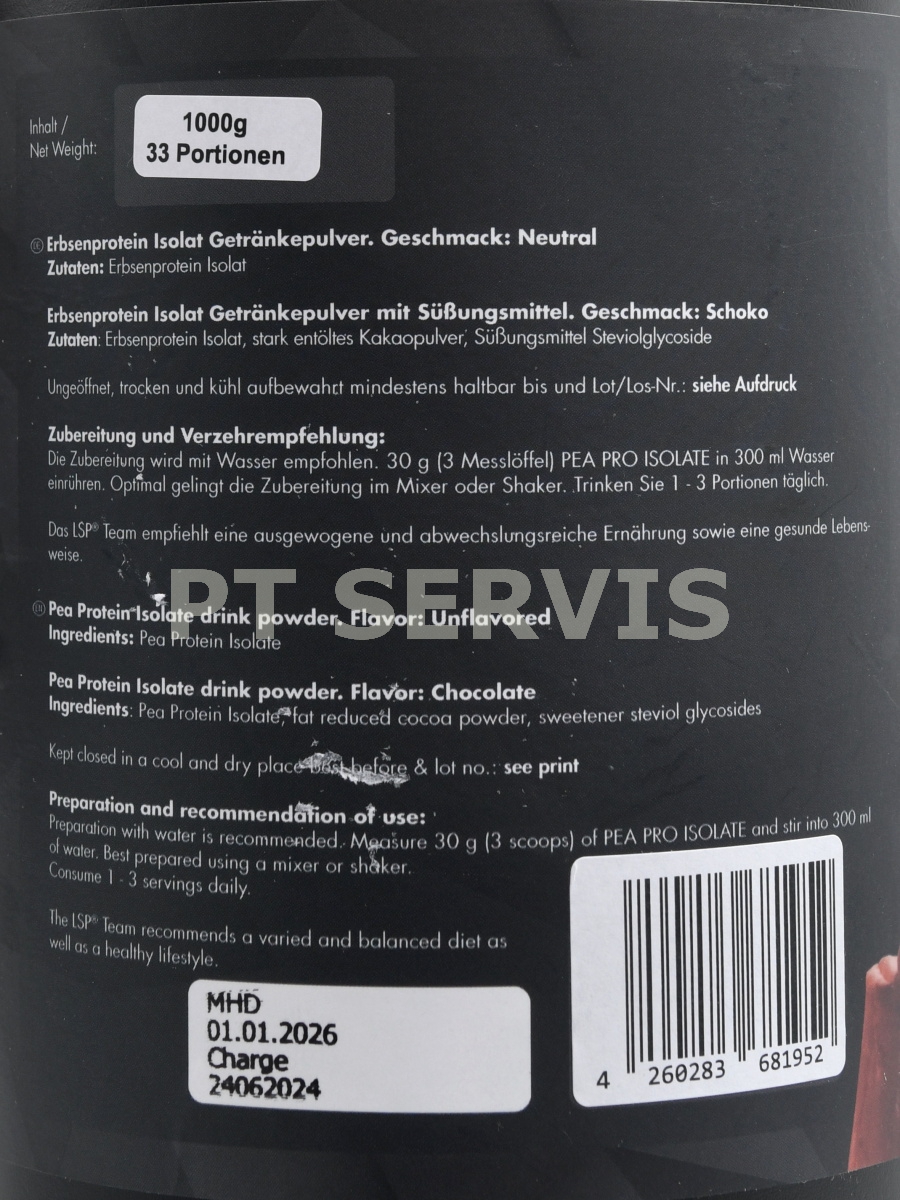 Inhalt /
Net Weight:
1000g
33 Portionen
DE Erbsenprotein Isolat Getränkepulver. Geschmack: Neutral
Zutaten: Erbsenprotein Isolat
Erbsenprotein Isolat Getränkepulver mit Süßungsmittel. Geschmack: Schoko
Zutaten: Erbsenprotein Isolat, stark entöltes Kakaopulver, Süßungsmittel Steviolglycoside
Ungeöffnet, trocken und kühl aufbewahrt mindestens haltbar bis und Lot/Los-Nr.: siehe Aufdruck
Zubereitung und Verzehrempfehlung:
Die Zubereitung wird mit Wasser empfohlen. 30 g (3 Messlöffel) PEA PRO ISOLATE in 300 ml Wasser
einrühren. Optimal gelingt die Zubereitung im Mixer oder Shaker. Trinken Sie 1 - 3 Portionen täglich.
Das LSP® Team empfiehlt eine ausgewogene und abwechslungsreiche Ernährung sowie eine gesunde Lebens-
weise.
PT SERVIS
EN Pea Protein Isolate drink powder. Flavor: Unflavored
Ingredients: Pea Protein Isolate
Pea Protein Isolate drink powder. Flavor: Chocolate
Ingredients: Pea Protein Isolate, fat reduced cocoa powder, sweetener steviol glycosides
Kept closed in a cool and dry place best before & lot no.: see print
Preparation and recommendation of use:
Preparation with water is recommended. Measure 30 g (3 scoops) of PEA PRO ISOLATE and stir into 300 ml
of water. Best prepared using a mixer or shaker.
Consume 1 - 3 servings daily.
The LSP® Team recommends a varied and balanced diet as
well as a healthy lifestyle.
MHD
01.01.2026
Charge
24062024
4 260283 681952